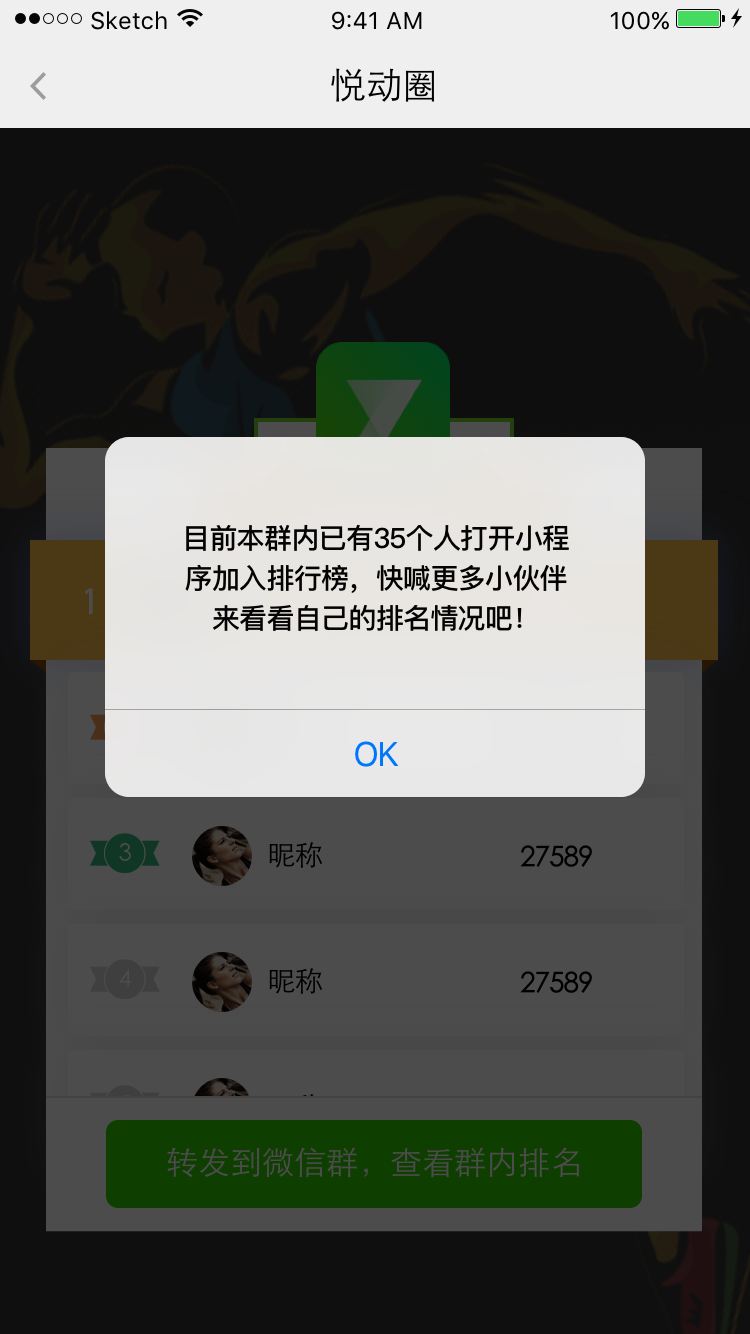 Sketch 9:41 AM 100%
悦动圈
目前本群内已有35个人打开小程
序加入排行榜，快喊更多小伙伴
来看看自己的排名情况吧！
1
OK
3 昵称 27589
4 昵称 27589
转发到微信群，查看群内排名